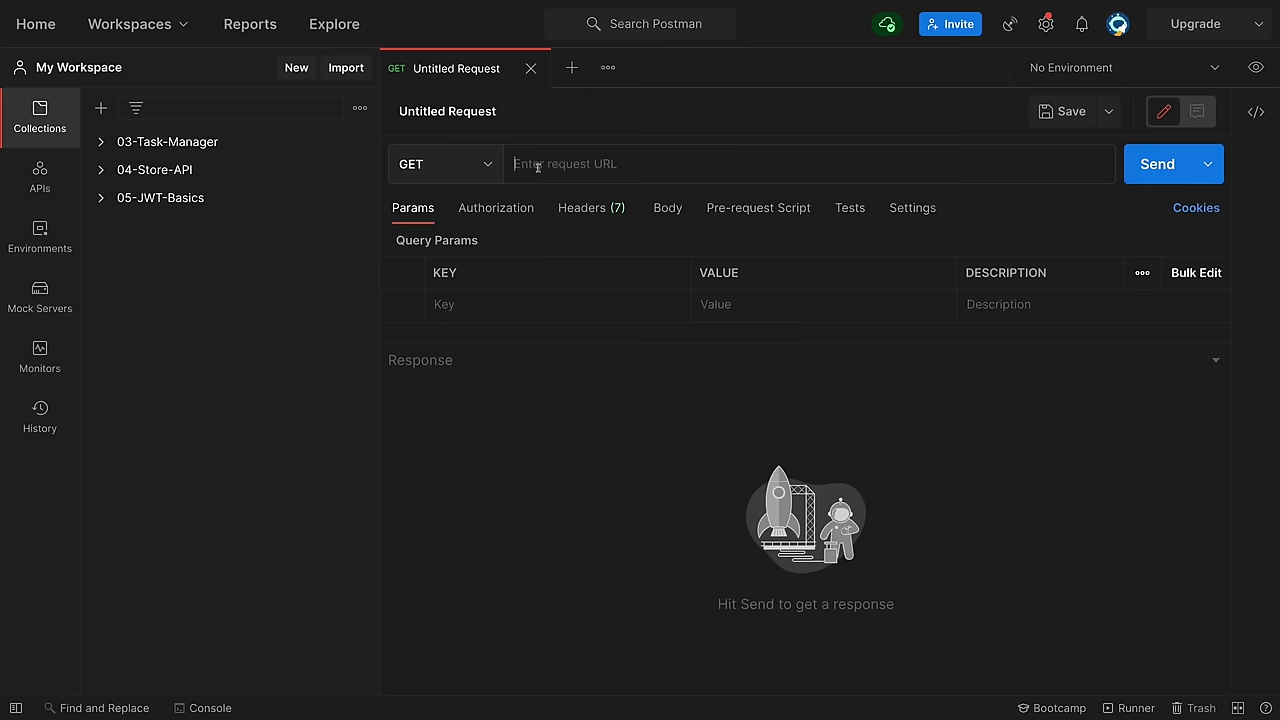 Home Workspaces Reports Explore Search Postman Invite Upgrade
My Workspace New Import GET Untitled Request No Environment
Collections
APIs
Environments
Mock Servers
Monitors
History
03-Task-Manager
04-Store-API
05-JWT-Basics
Untitled Request Save
GET Enter request URL Send
Params Authorization Headers (7) Body Pre-request Script Tests Settings Cookies
Query Params
KEY VALUE DESCRIPTION Bulk Edit
Key Value Description
Response
Hit Send to get a response
Find and Replace Console Bootcamp Runner Trash